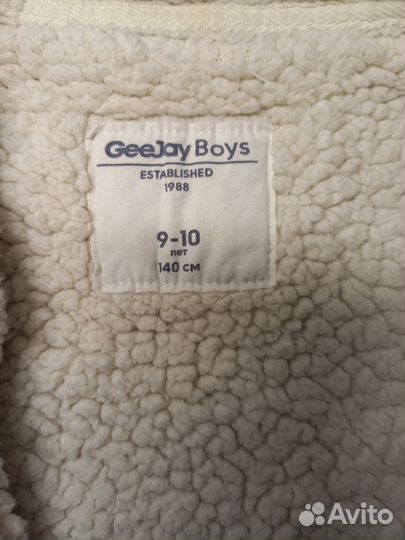 GeeJay Boys
ESTABLISHED
1988
9-10
лет
140 см
Avito